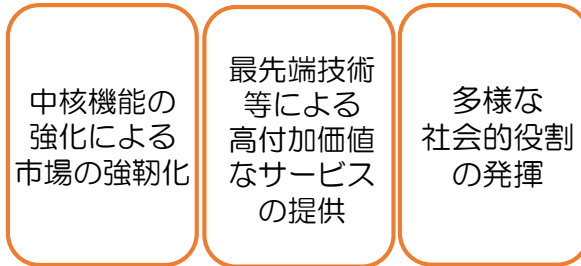 中核機能の
強化による
市場の強靭化
最先端技術
等による
高付加価値
なサービス
の提供
多様な
社会的役割
の発揮